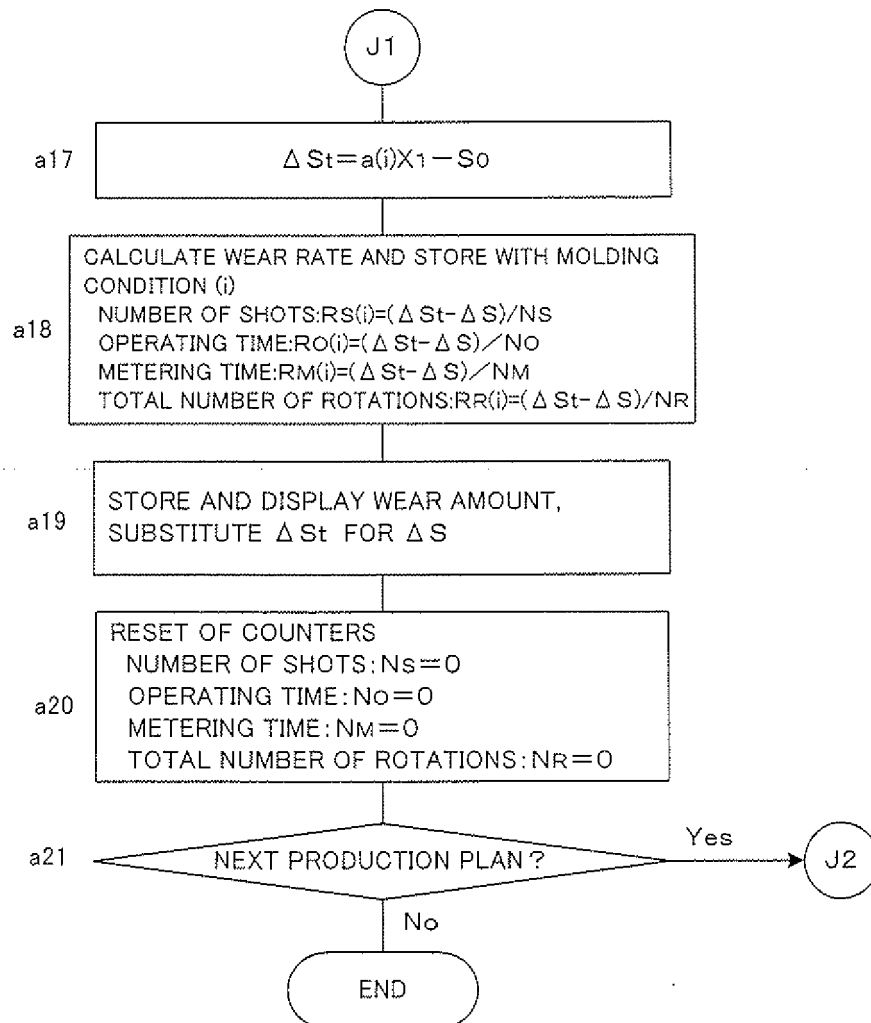 J1
a17
ΔSt=a(i)X1−S0
a18
CALCULATE WEAR RATE AND STORE WITH MOLDING
CONDITION (i)
NUMBER OF SHOTS:RS(i)=(ΔSt-ΔS)/NS
OPERATING TIME:RO(i)=(ΔSt-ΔS)/NO
METERING TIME:RM(i)=(ΔSt-ΔS)/NM
TOTAL NUMBER OF ROTATIONS:RR(i)=(ΔSt-ΔS)/NR
a19
STORE AND DISPLAY WEAR AMOUNT,
SUBSTITUTE ΔSt FOR ΔS
a20
RESET OF COUNTERS
NUMBER OF SHOTS:NS=0
OPERATING TIME:NO=0
METERING TIME:NM=0
TOTAL NUMBER OF ROTATIONS:NR=0
a21
NEXT PRODUCTION PLAN?
Yes
J2
No
END